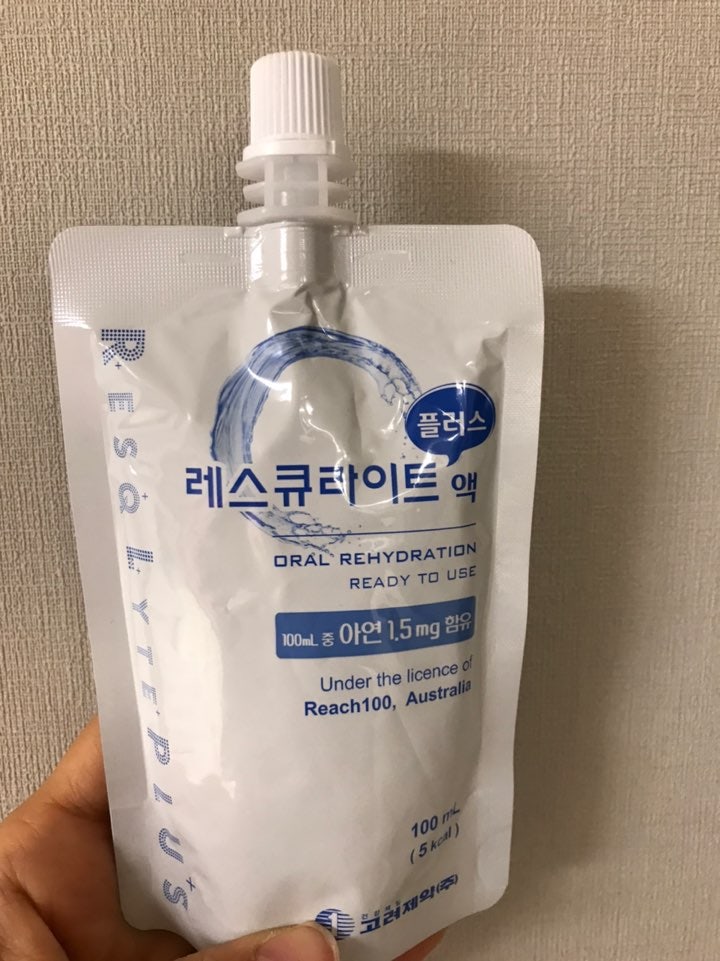 플러스
레스큐라이트 액
ORAL REHYDRATION
READY TO USE
100mL 중 아연 1.5mg 함유
Under the licence of
Reach100, Australia
100 mL
(5 kcal)
고려제약(주)
RESQLYTE PLUS